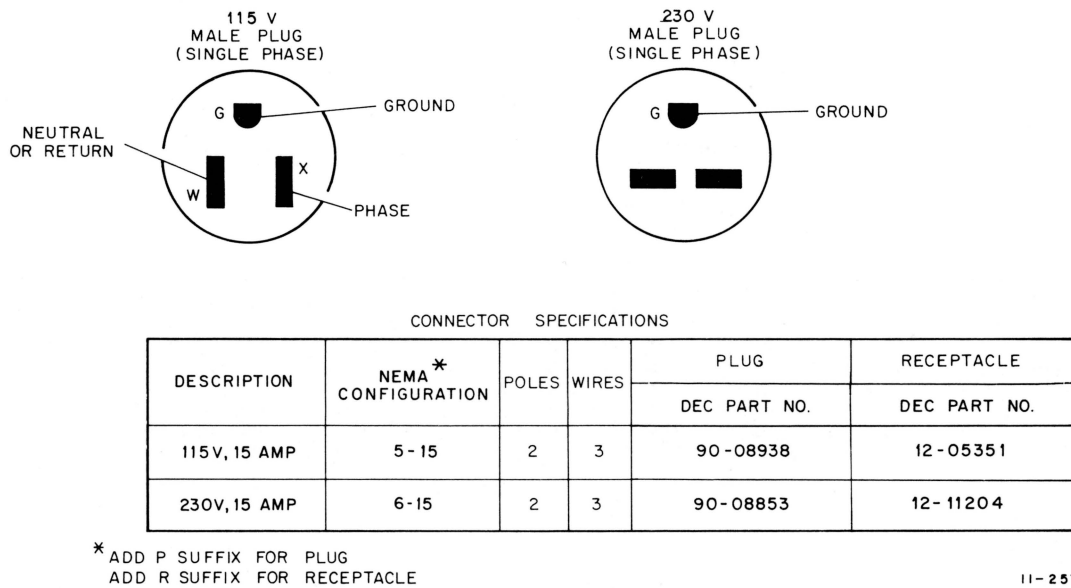 115 V
MALE PLUG
(SINGLE PHASE)
G
GROUND
NEUTRAL
OR RETURN
W
X
PHASE
230 V
MALE PLUG
(SINGLE PHASE)
G
GROUND
CONNECTOR SPECIFICATIONS
DESCRIPTION
NEMA*
CONFIGURATION
POLES
WIRES
PLUG
DEC PART NO.
RECEPTACLE
DEC PART NO.
115V, 15 AMP 5-15 2 3 90-08938 12-05351
230V, 15 AMP 6-15 2 3 90-08853 12-11204
* ADD P SUFFIX FOR PLUG
ADD R SUFFIX FOR RECEPTACLE